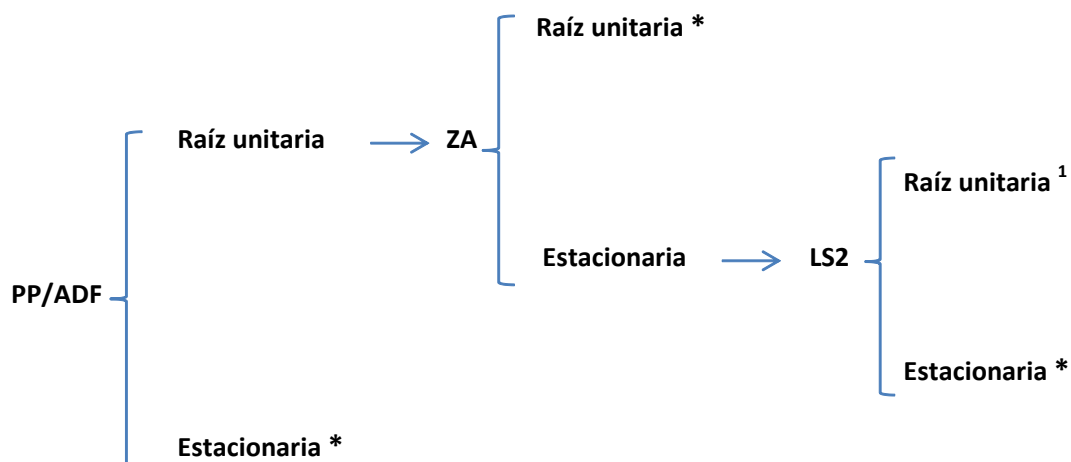 Raíz unitaria *
Raíz unitaria
ZA
Raíz unitaria ¹
Estacionaria
LS2
PP/ADF
Estacionaria *
Estacionaria *